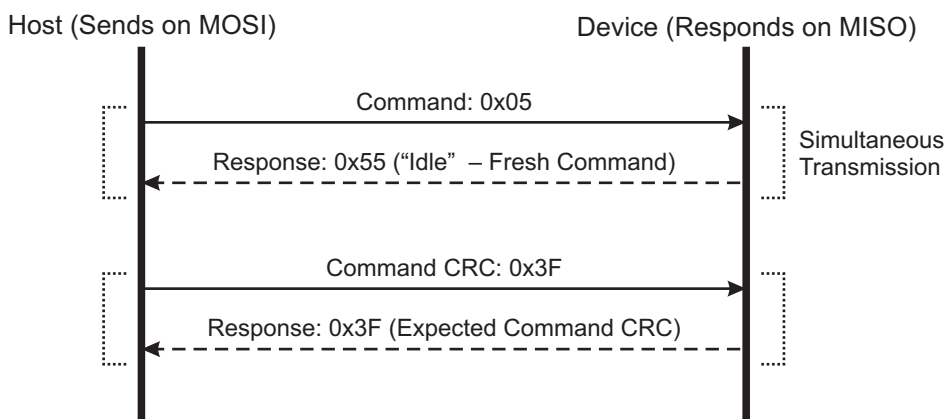 Host (Sends on MOSI)
Device (Responds on MISO)
Command: 0x05
Response: 0x55 (“Idle” – Fresh Command)
Simultaneous
Transmission
Command CRC: 0x3F
Response: 0x3F (Expected Command CRC)